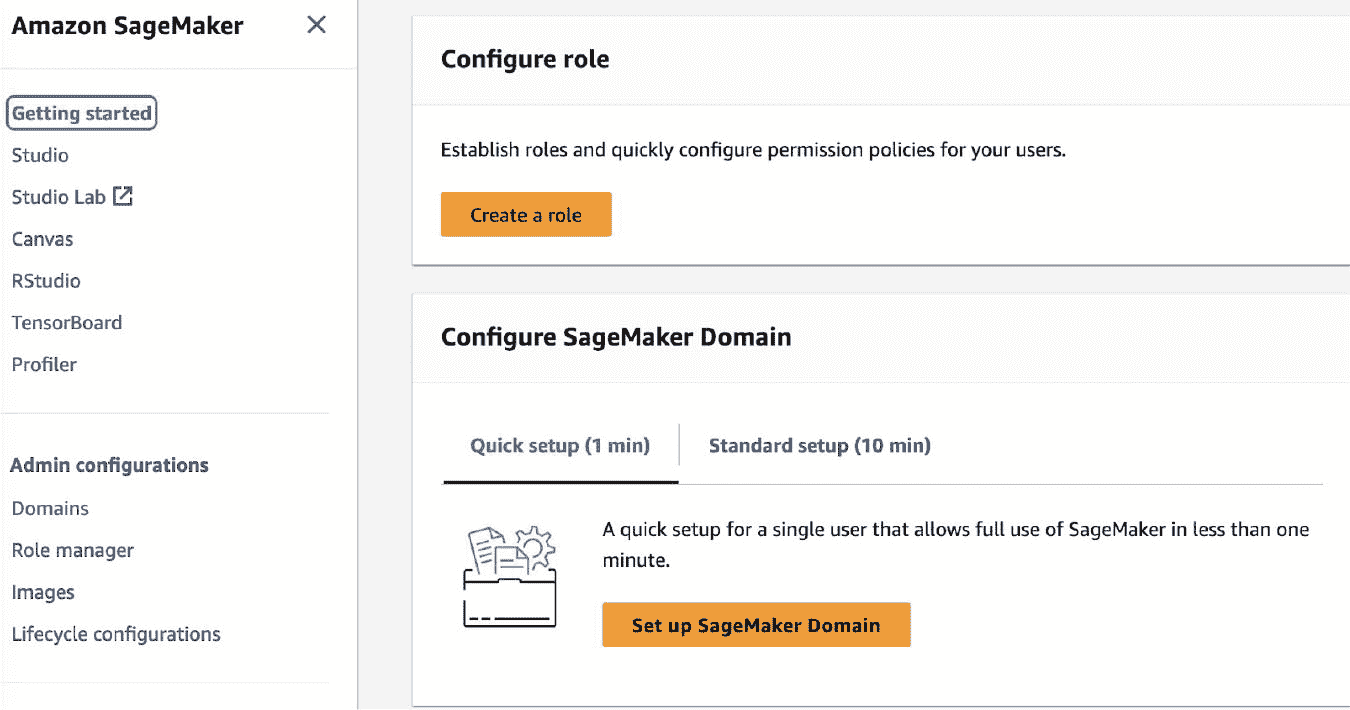 Amazon SageMaker
Getting started
Studio
Studio Lab
Canvas
RStudio
TensorBoard
Profiler
Admin configurations
Domains
Role manager
Images
Lifecycle configurations
Configure role
Establish roles and quickly configure permission policies for your users.
Create a role
Configure SageMaker Domain
Quick setup (1 min)
Standard setup (10 min)
A quick setup for a single user that allows full use of SageMaker in less than one
minute.
Set up SageMaker Domain